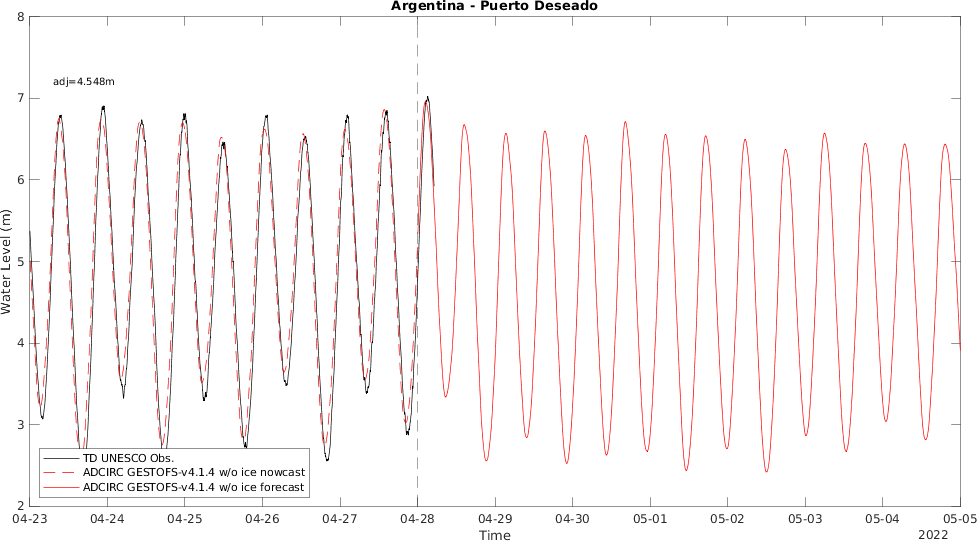 Argentina - Puerto Deseado
8
adj=4.548m
7
6
5
4
3
2
Water Level (m)
TD UNESCO Obs.
ADCIRC GESTOFS-v4.1.4 w/o ice nowcast
ADCIRC GESTOFS-v4.1.4 w/o ice forecast
04-23 04-24 04-25 04-26 04-27 04-28 04-29 04-30 05-01 05-02 05-03 05-04 05-05
Time
2022